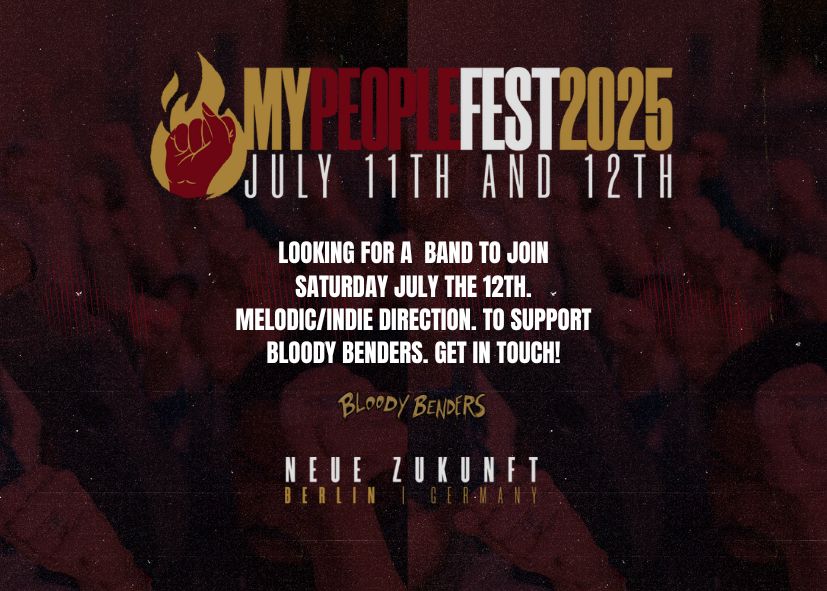 MYPEOPLEFEST2025
JULY 11TH AND 12TH
LOOKING FOR A BAND TO JOIN
SATURDAY JULY THE 12TH.
MELODIC/INDIE DIRECTION. TO SUPPORT
BLOODY BENDERS. GET IN TOUCH!
BLOODY BENDERS
NEUE ZUKUNFT
BERLIN | GERMANY